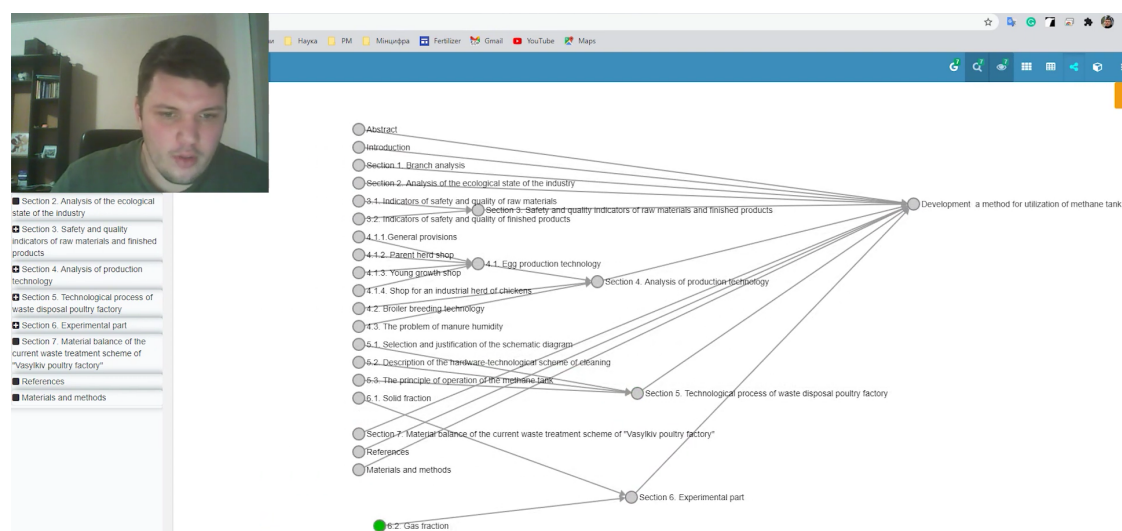 Наука
PM
Мінцифра
Fertilizer
Gmail
YouTube
Maps
Section 2. Analysis of the ecological
state of the industry
Section 3. Safety and quality
indicators of raw materials and finished
products
Section 4. Analysis of production
technology
Section 5. Technological process of
waste disposal poultry factory
Section 6. Experimental part
Section 7. Material balance of the
current waste treatment scheme of
"Vasylkiv poultry factory"
References
Materials and methods
Abstract
Introduction
Section 1. Branch analysis
Section 2. Analysis of the ecological state of the industry
3.1. Indicators of safety and quality of raw materials
Section 3. Safety and quality indicators of raw materials and finished products
3.2. Indicators of safety and quality of finished products
Development a method for utilization of methane tank
4.1.1.General provisions
4.1.2. Parent herd shop
4.1. Egg production technology
4.1.3. Young growth shop
Section 4. Analysis of production technology
4.1.4. Shop for an industrial herd of chickens
4.2. Broiler breeding technology
4.3. The problem of manure humidity
5.1. Selection and justification of the schematic diagram
5.2. Description of the hardware-technological scheme of cleaning
5.3. The principle of operation of the methane tank
Section 5. Technological process of waste disposal poultry factory
Solid fraction
Section 7. Material balance of the current waste treatment scheme of "Vasylkiv poultry factory"
References
Materials and methods
Section 6. Experimental part
6.2. Gas fraction